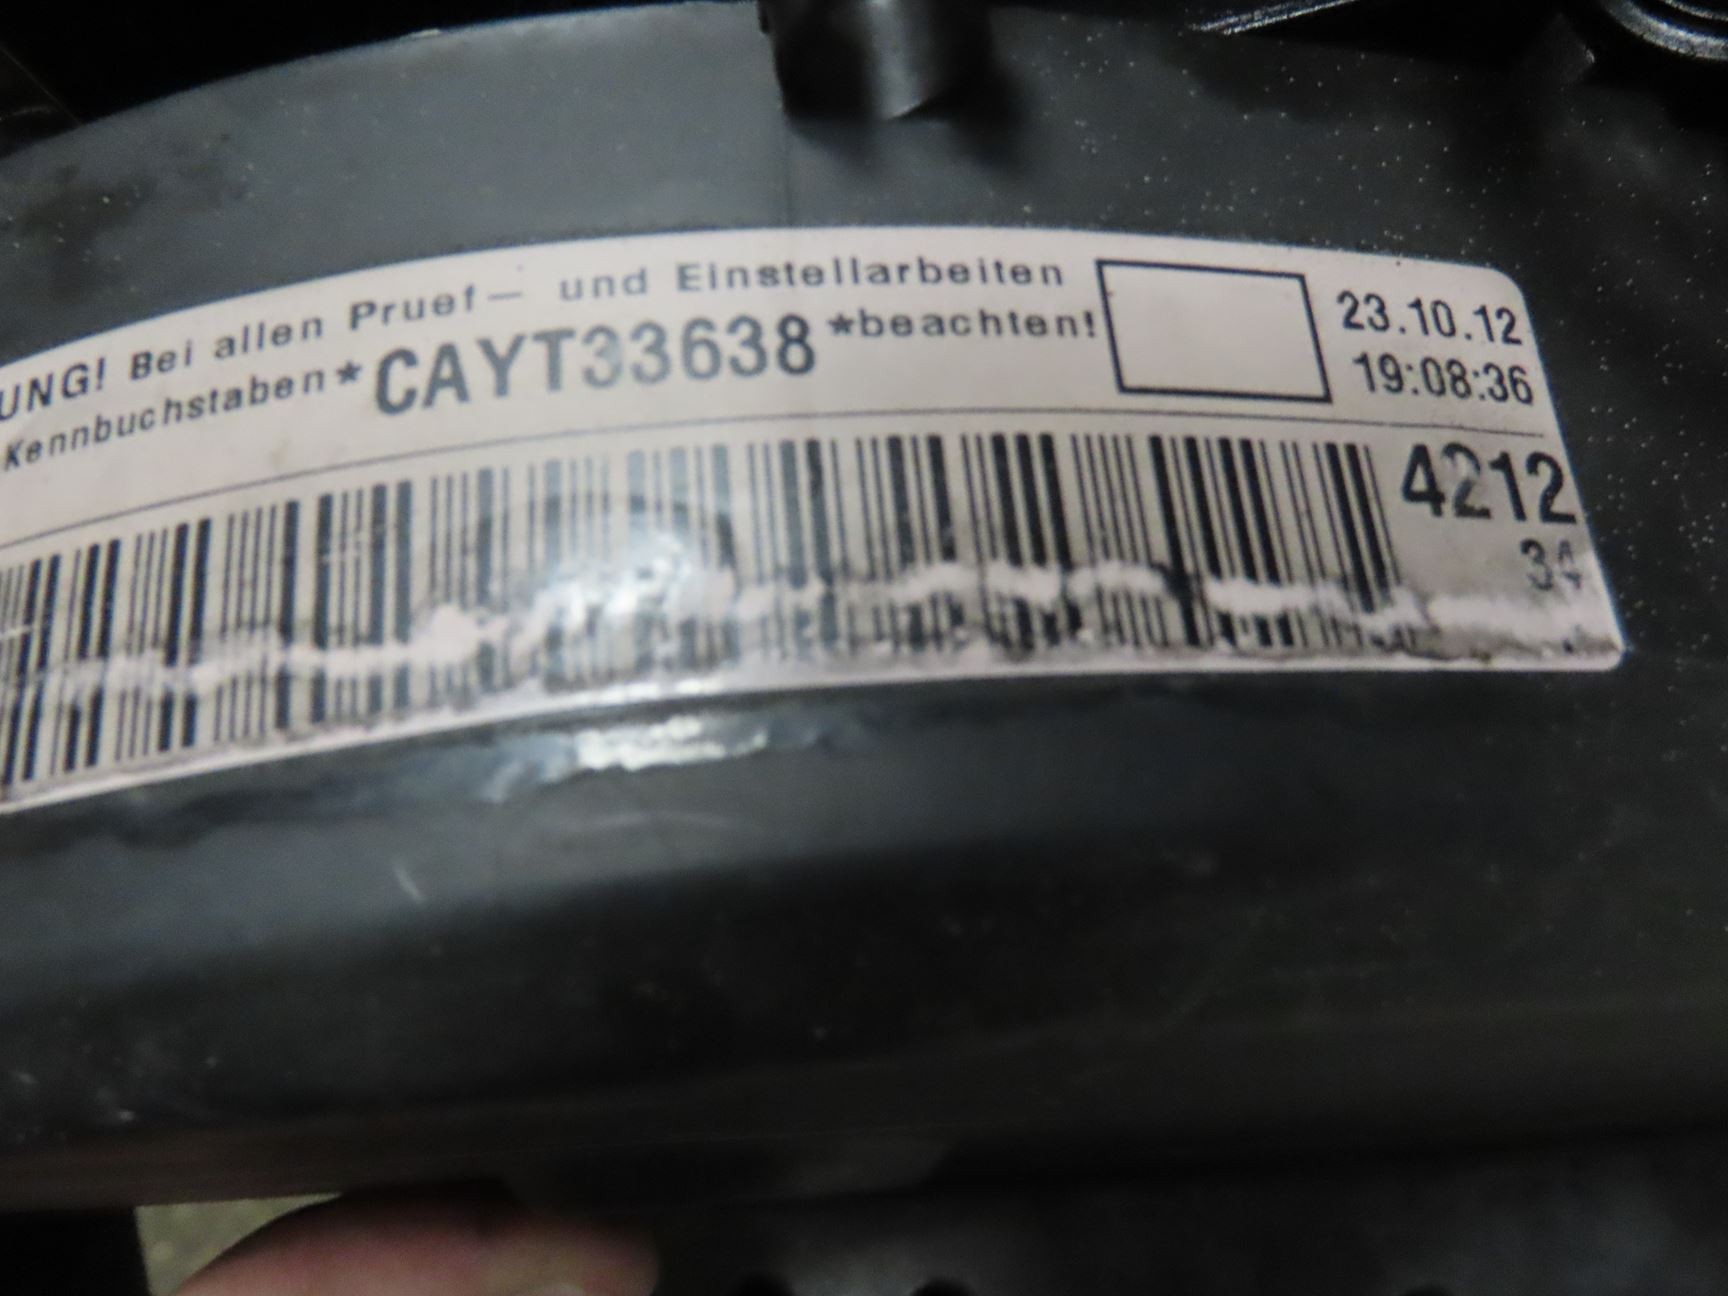 UNG! Bei allen Pruef— und Einstellarbeiten
Kennbuchstaben*CAYT33638*beachten!
23.10.12
19:08:36
4212